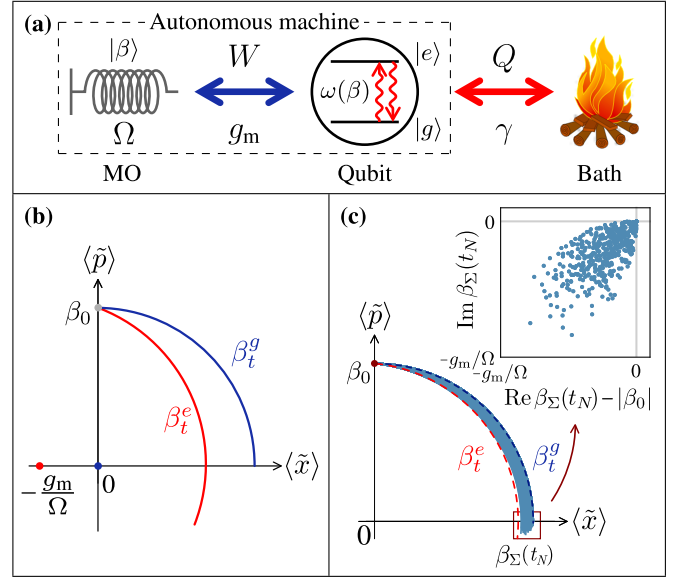 (a)
Autonomous machine
|β⟩
W
|e⟩
Q
ω(β)
Ω
g_m
|g⟩
γ
MO
Qubit
Bath
(b)
⟨p̃⟩
β_0
β_t^g
β_t^e
⟨x̃⟩
-g_m/Ω
0
(c)
0
Im β_Σ(t_N)
⟨p̃⟩
-g_m/Ω
-g_m/Ω
0
β_0
Re β_Σ(t_N)-|β_0|
β_t^e
β_t^g
⟨x̃⟩
0
β_Σ(t_N)